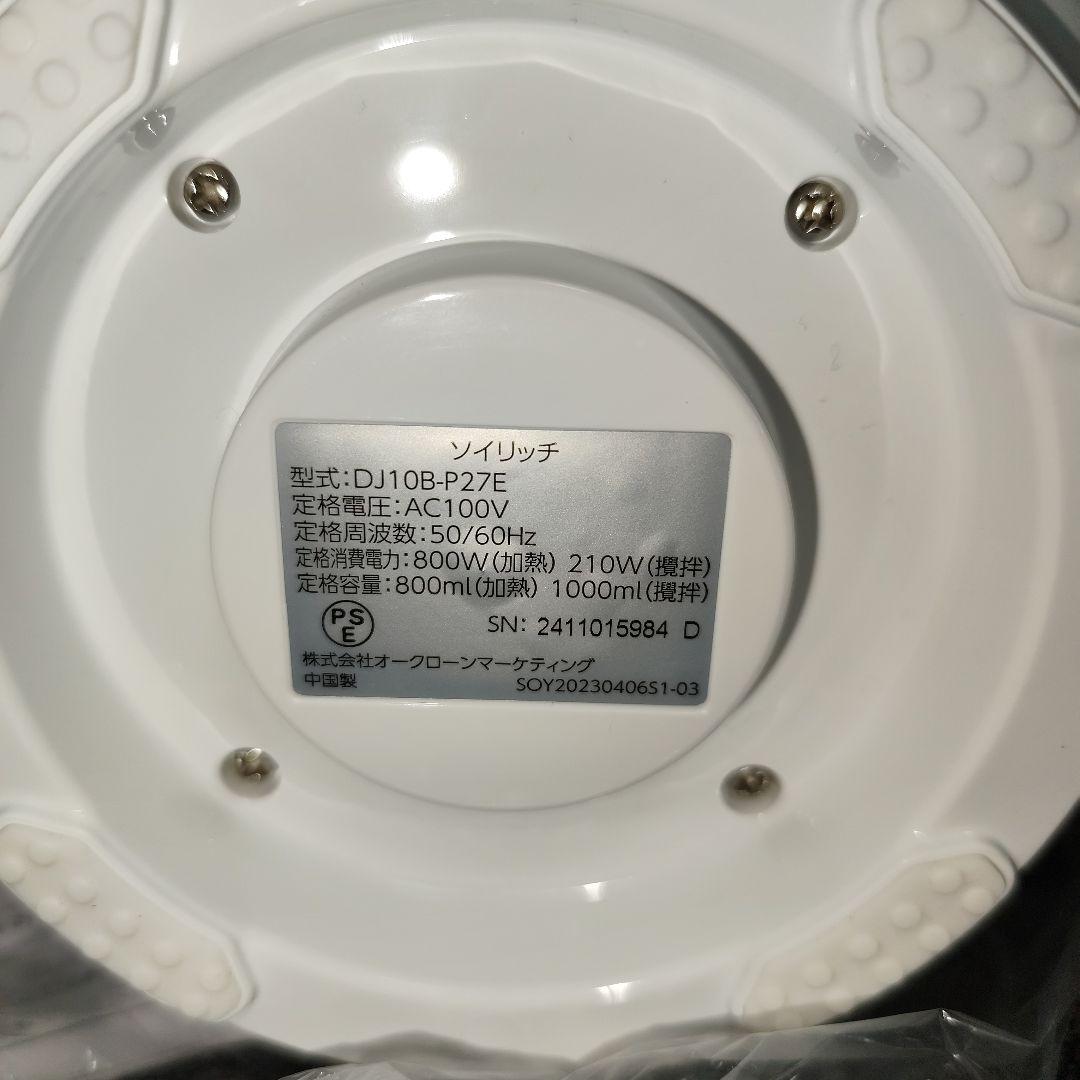 ソイリッチ
型式:DJ10B-P27E
定格電圧:AC100V
定格周波数:50/60Hz
定格消費電力:800W(加熱) 210W(攪拌)
定格容量:800ml(加熱) 1000ml(攪拌)
PS
E
SN: 2411015984 D
株式会社オークローンマーケティング
中国製 SOY20230406S1-03